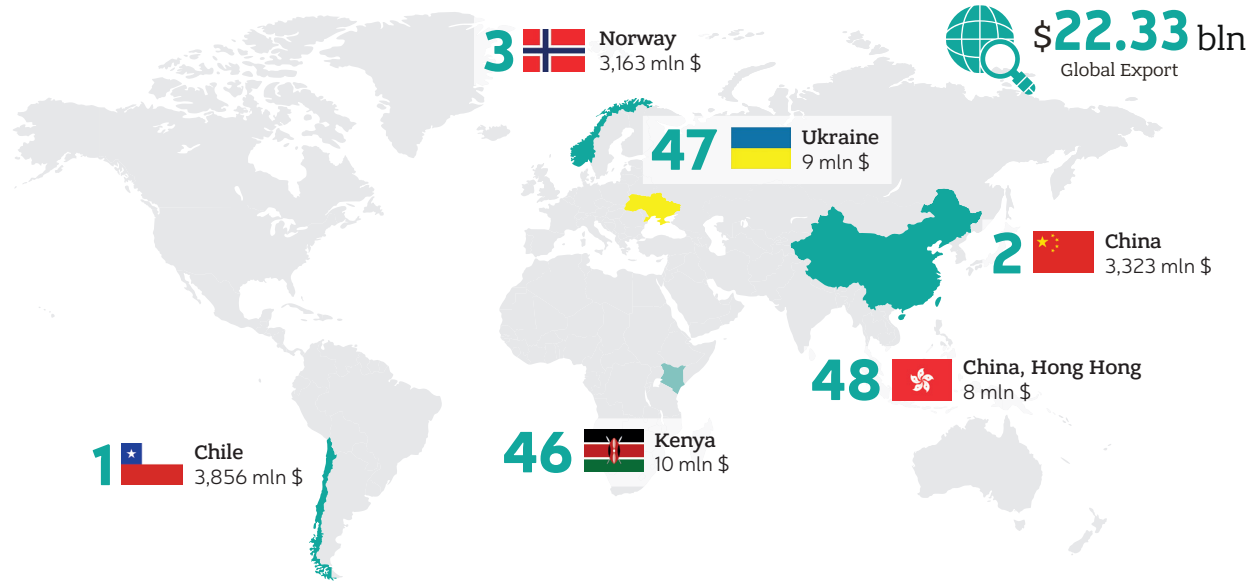 3 Norway
3,163 mln $
$22.33 bln
Global Export
47 Ukraine
9 mln $
2 China
3,323 mln $
48 China, Hong Hong
8 mln $
1 Chile
3,856 mln $
46 Kenya
10 mln $